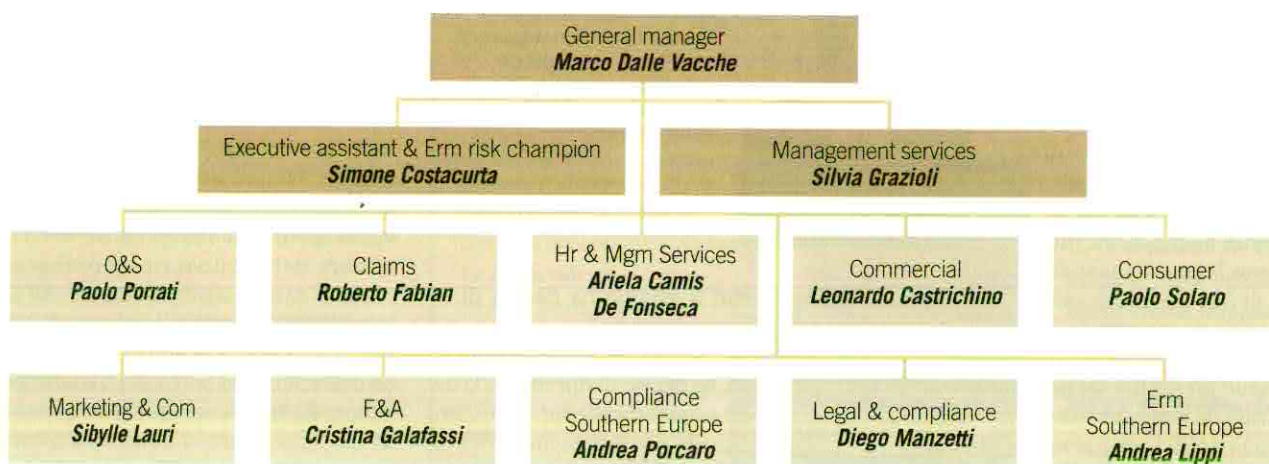 General manager
Marco Dalle Vacche
Executive assistant & Erm risk champion
Simone Costacurta
Management services
Silvia Grazioli
O&S
Paolo Porrati
Claims
Roberto Fabian
Hr & Mgm Services
Ariela Camis
De Fonseca
Commercial
Leonardo Castrichino
Consumer
Paolo Solaro
Marketing & Com
Sibylle Lauri
F&A
Cristina Galafassi
Compliance
Southern Europe
Andrea Porcaro
Legal & compliance
Diego Manzetti
Erm
Southern Europe
Andrea Lippi